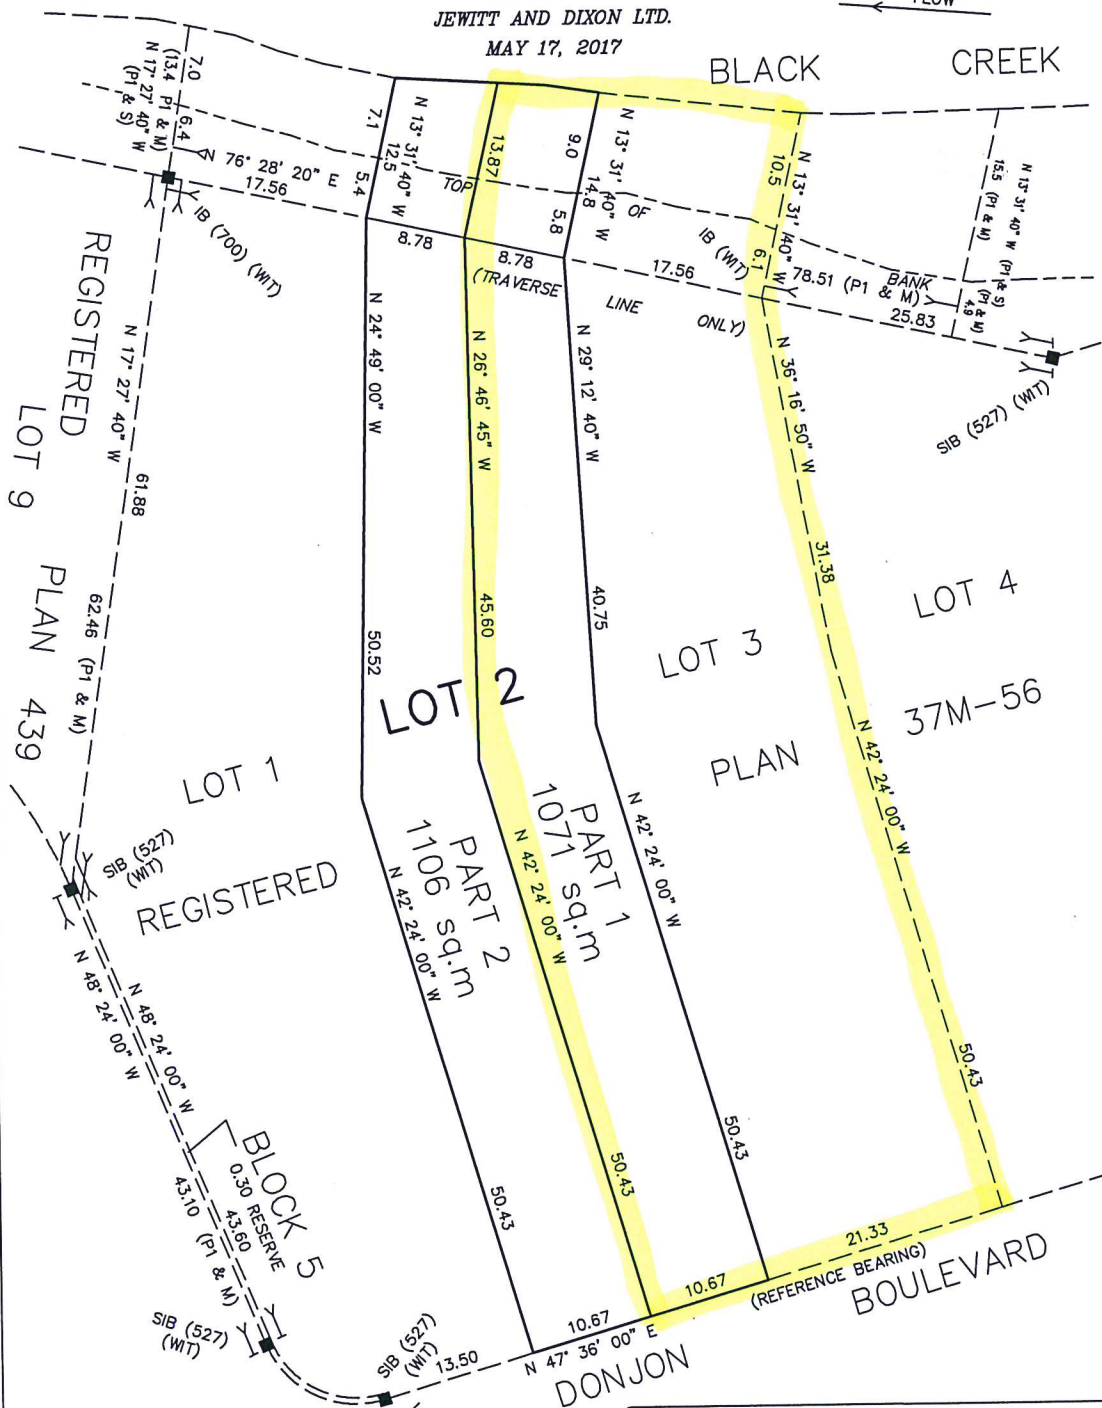 JEWITT AND DIXON LTD.
MAY 17, 2017
BLACK CREEK
7.0
(13.4 P1 & M)
N 17° 27' 40" W
(P1 & S)
6.4
N 76° 28' 20" E
17.56
IB (700) (WIT)
7.1
N 13° 31' 40" W
12.5
5.4
TOP OF BANK
13.87
9.0
N 13° 31' 40" W
14.8
5.8
8.78
8.78
(TRAVERSE LINE ONLY)
17.56
IB (WIT)
N 13° 31' 40" W
10.5
6.1
78.51 (P1 & M)
25.83
N 13° 31' 40" W (P1 & S)
15.5 (P1 & M)
(P1 & M)
4.9
SIB (527) (WIT)
REGISTERED
LOT 9 PLAN 439
N 17° 27' 40" W
61.88
62.46 (P1 & M)
N 24° 49' 00" W
50.52
N 26° 46' 45" W
45.60
N 29° 12' 40" W
40.75
N 36° 16' 50" W
31.38
LOT 1
LOT 2
LOT 3
LOT 4
REGISTERED
PLAN
37M-56
PART 1
1071 sq.m
PART 2
1106 sq.m
N 42° 24' 00" W
50.43
N 42° 24' 00" W
50.43
N 42° 24' 00" W
50.43
N 42° 24' 00" W
50.43
SIB (527)
(WIT)
N 48° 24' 00" W
N 48° 24' 00" W
BLOCK 5
0.30 RESERVE
43.60
43.10 (P1 & M)
SIB (527)
(WIT)
SIB (527)
(WIT)
13.50
10.67
10.67
21.33
N 47° 36' 00" E
(REFERENCE BEARING)
DONJON BOULEVARD